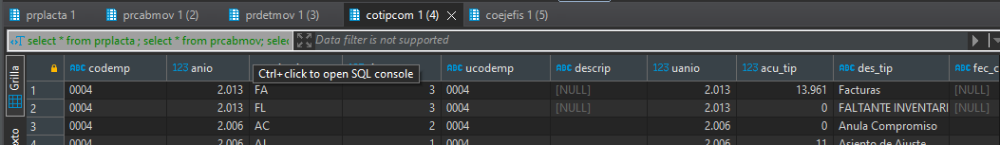 prplacta 1 prcabmov 1 (2) prdetmov 1 (3) cotipcom 1 (4) coejefis 1 (5)
select * from prplacta ; select * from prcabmov; selec Data filter is not supported
Grilla
ABC codemp 123 anio ABC ucodemp ABC descrip 123 uanio 123 acu_tip ABC des_tip ABC fec_c
Ctrl+click to open SQL console
1 0004 2.013 FA 3 0004 [NULL] 2.013 13.961 Facturas [NULL]
2 0004 2.013 FL 3 0004 [NULL] 2.013 0 FALTANTE INVENTARI [NULL]
3 0004 2.006 AC 2 0004 2.006 0 Anula Compromiso
4 0004 2.006 AJ 1 0004 2.006 11 Asiento de Ajuste